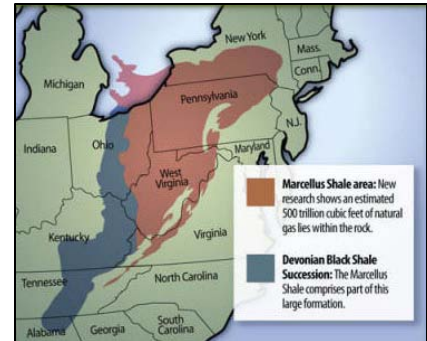 New York
Mass.
Conn.
Michigan
Pennsylvania
N.J.
Ohio
Indiana
Maryland
West
Virginia
Virginia
Kentucky
Tennessee
North Carolina
South
Carolina
Georgia
Alabama
Marcellus Shale area: New
research shows an estimated
500 trillion cubic feet of natural
gas lies within the rock.
Devonian Black Shale
Succession: The Marcellus
Shale comprises part of this
large formation.